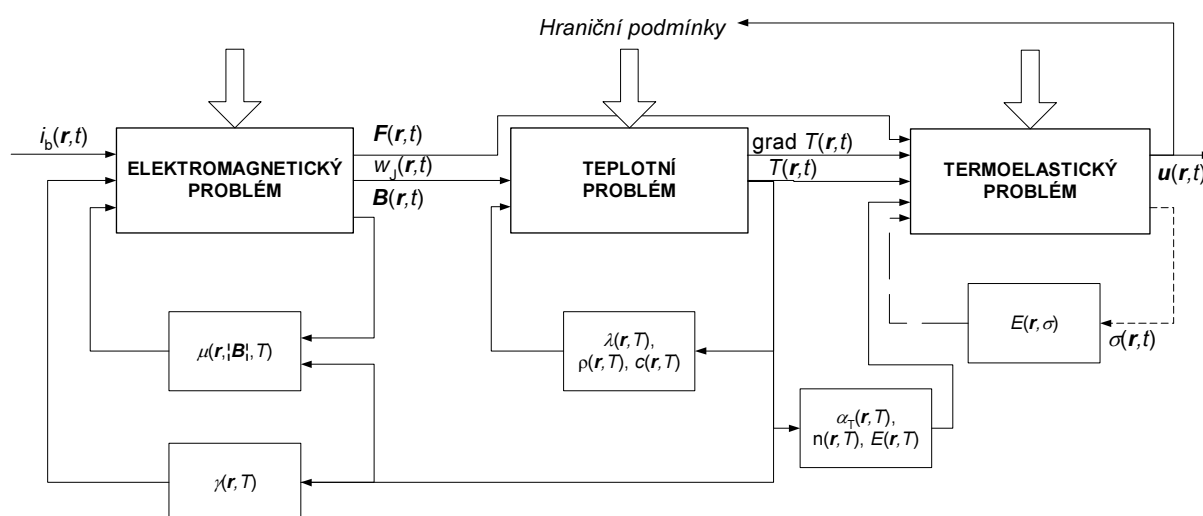 Hraniční podmínky
i_b(r,t)
ELEKTROMAGNETICKÝ
PROBLÉM
F(r,t)
w_J(r,t)
B(r,t)
TEPLOTNÍ
PROBLÉM
grad T(r,t)
T(r,t)
TERMOELASTICKÝ
PROBLÉM
u(r,t)
μ(r,¦B¦,T)
λ(r,T),
ρ(r,T), c(r,T)
E(r,σ)
σ(r,t)
α_T(r,T),
n(r,T), E(r,T)
γ(r,T)